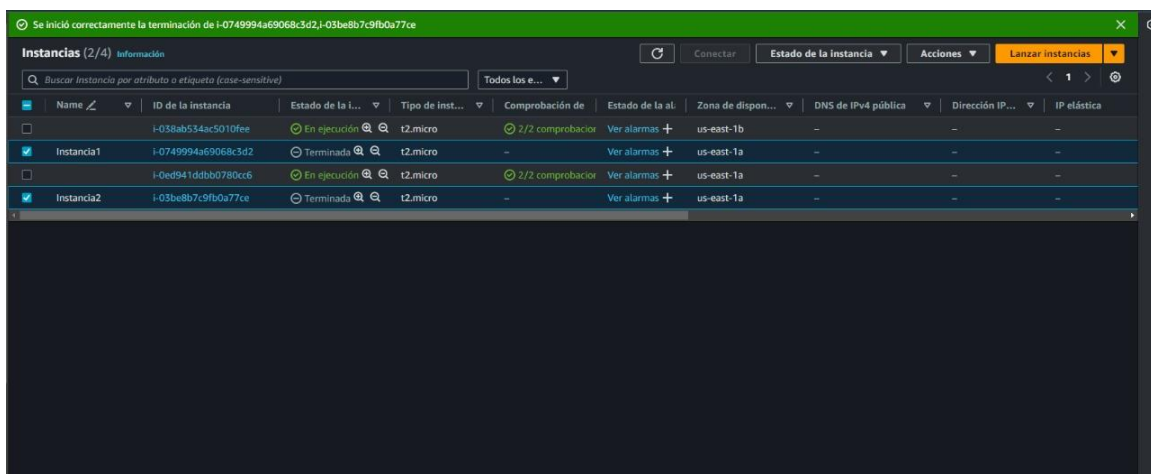 Se inició correctamente la terminación de i-0749994a69068c3d2,i-03be8b7c9fb0a77ce
Instancias (2/4) Información Conectar Estado de la instancia Acciones Lanzar instancias
Buscar Instancia por atributo o etiqueta (case-sensitive) Todos los e... 1
Name ID de la instancia Estado de la i... Tipo de inst... Comprobación de Estado de la al Zona de dispon... DNS de IPv4 pública Dirección IP... IP elástica
i-038ab534ac5010fee En ejecución t2.micro 2/2 comprobacior Ver alarmas + us-east-1b – – –
Instancia1 i-0749994a69068c3d2 Terminada t2.micro – Ver alarmas + us-east-1a – – –
i-0ed941ddbb0780cc6 En ejecución t2.micro 2/2 comprobacior Ver alarmas + us-east-1a – – –
Instancia2 i-03be8b7c9fb0a77ce Terminada t2.micro – Ver alarmas + us-east-1a – – –